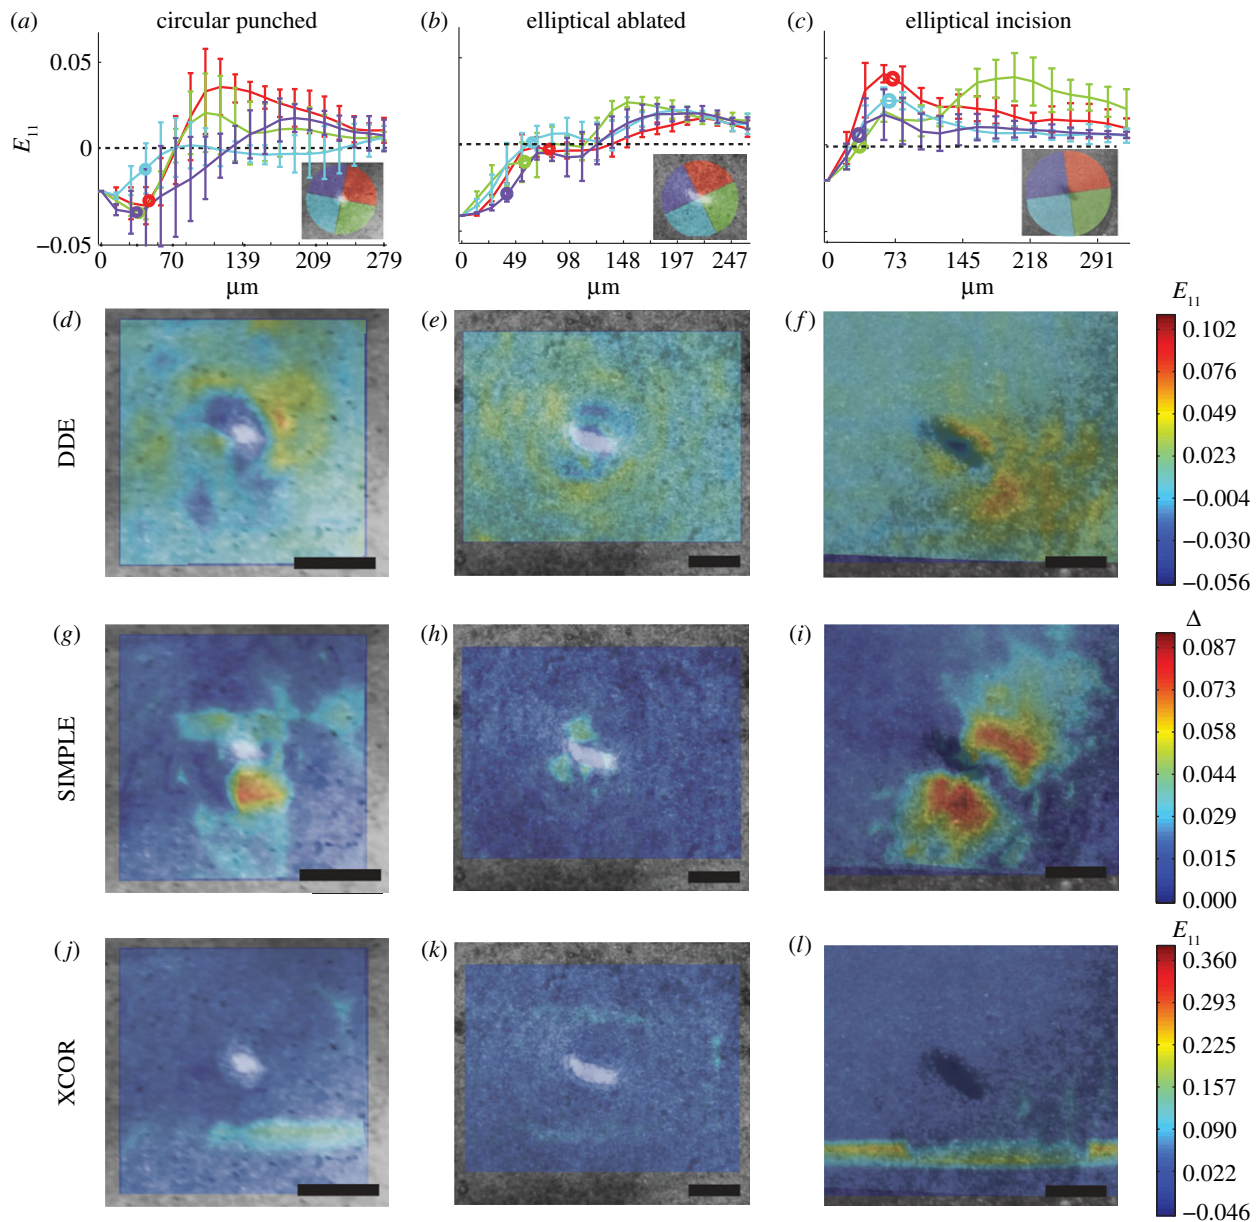 (a) circular punched
(b) elliptical ablated
(c) elliptical incision
0.05
E11
0
−0.05
0 70 139 209 279
μm
0 49 98 148 197 247
μm
0 73 145 218 291
μm
(d)
(e)
(f)
DDE
E11
0.102
0.076
0.049
0.023
−0.004
−0.030
−0.056
(g)
(h)
(i)
SIMPLE
Δ
0.087
0.073
0.058
0.044
0.029
0.015
0.000
(j)
(k)
(l)
XCOR
E11
0.360
0.293
0.225
0.157
0.090
0.022
−0.046